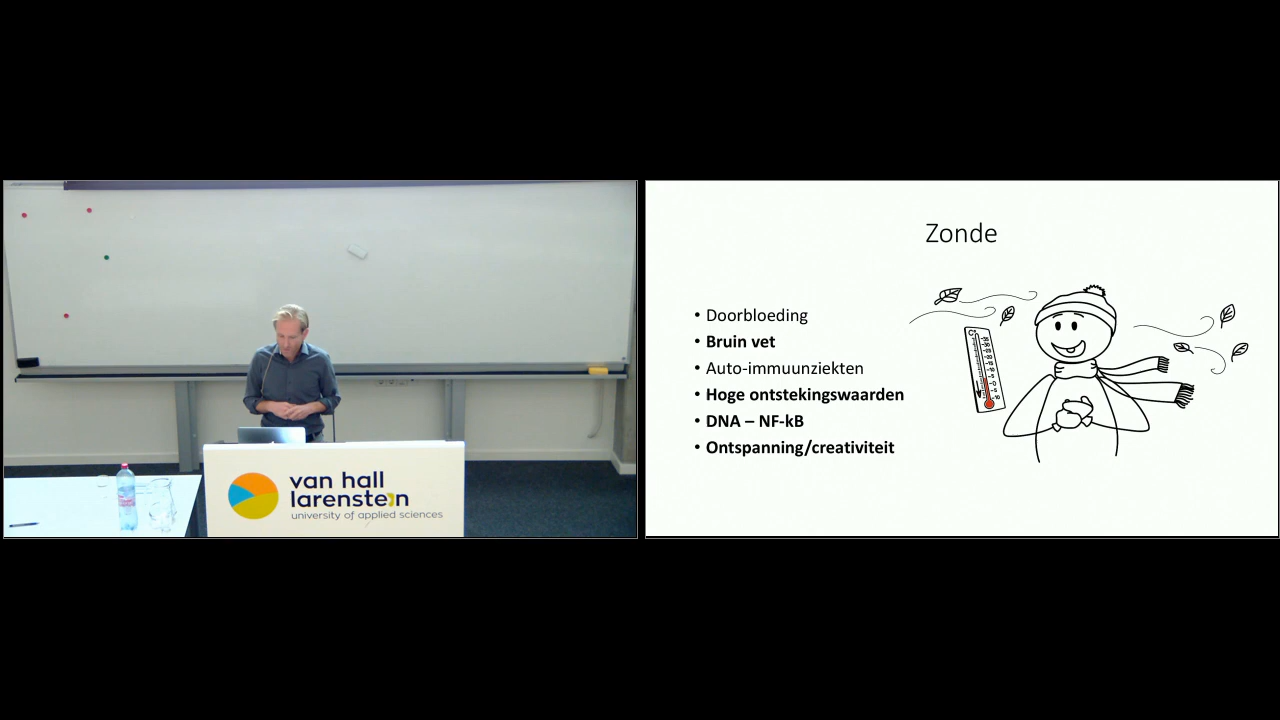 van hall
larenstein
university of applied sciences
Zonde
• Doorbloeding
• Bruin vet
• Auto-immuunziekten
• Hoge ontstekingswaarden
• DNA – NF-kB
• Ontspanning/creativiteit